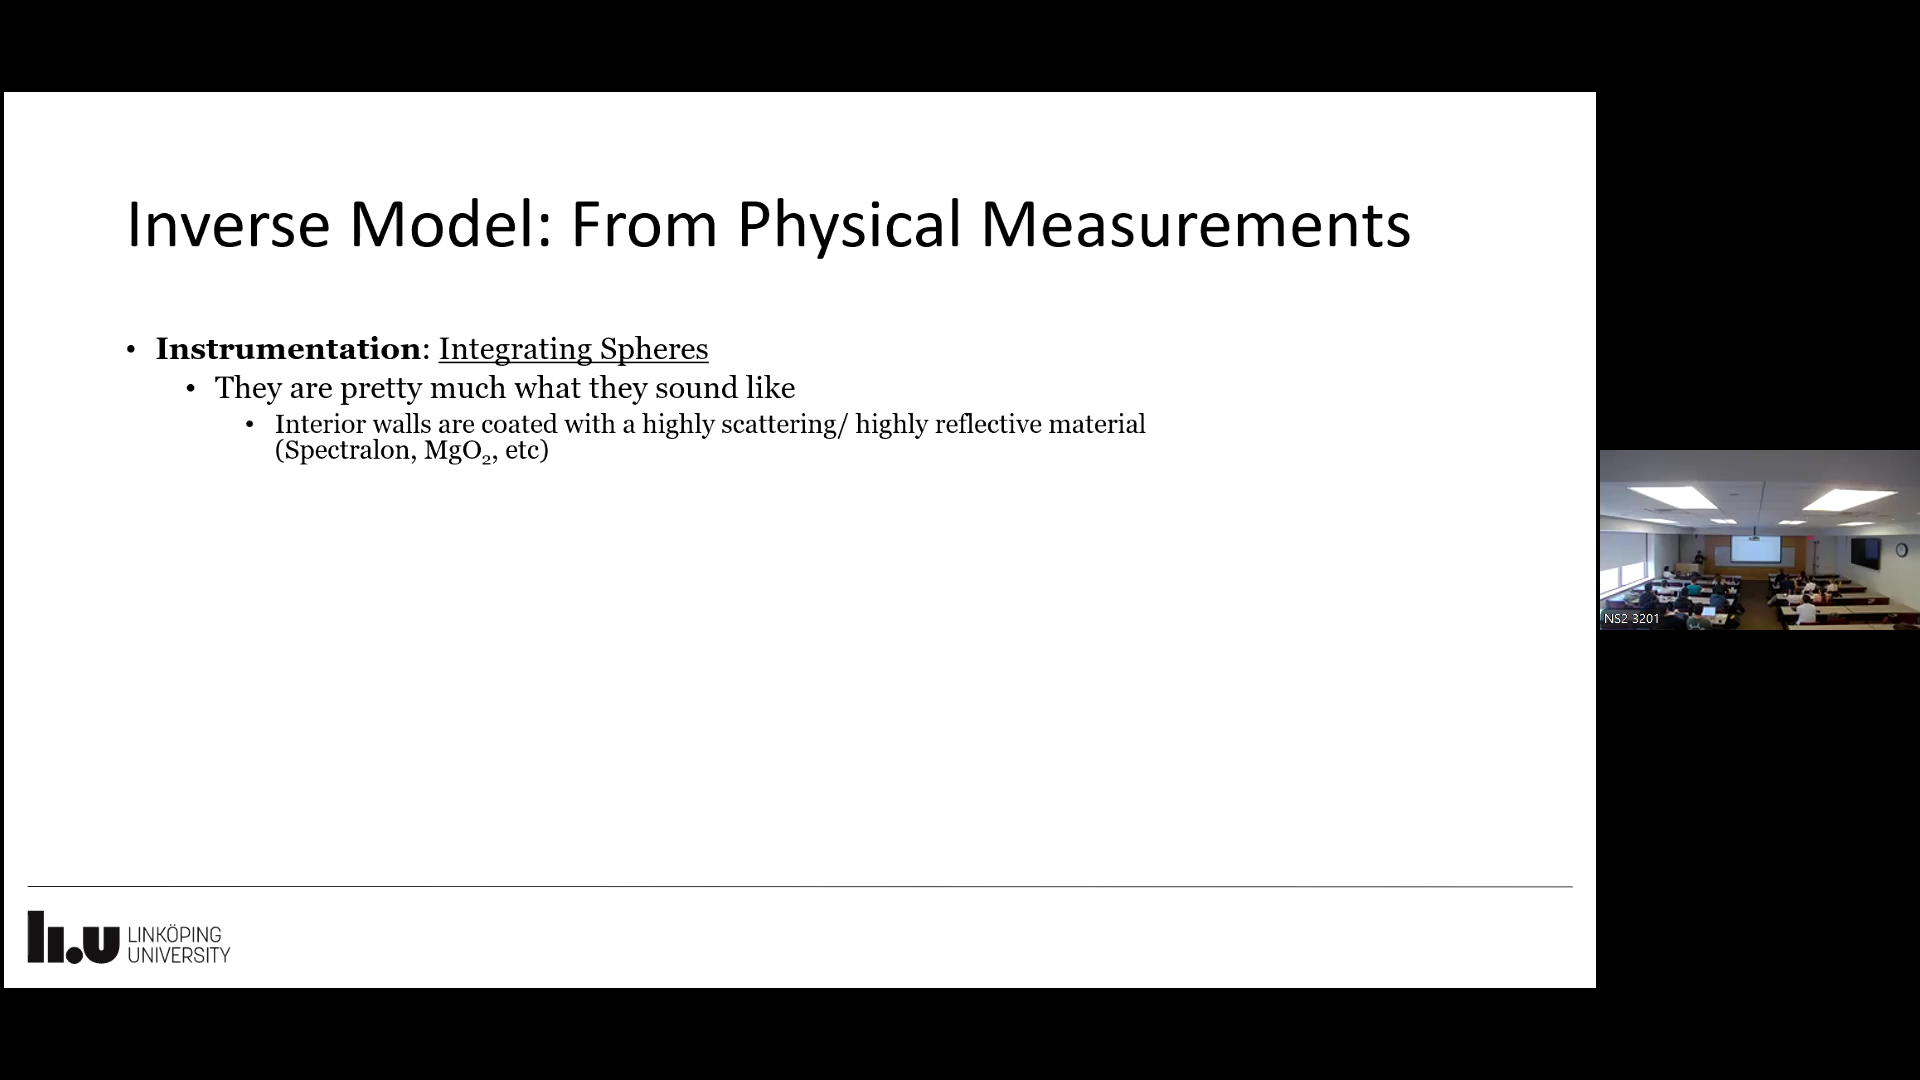 Inverse Model: From Physical Measurements
• Instrumentation: Integrating Spheres
• They are pretty much what they sound like
• Interior walls are coated with a highly scattering/ highly reflective material
(Spectralon, MgO₂, etc)
NS2 3201
li.u LINKÖPING
UNIVERSITY